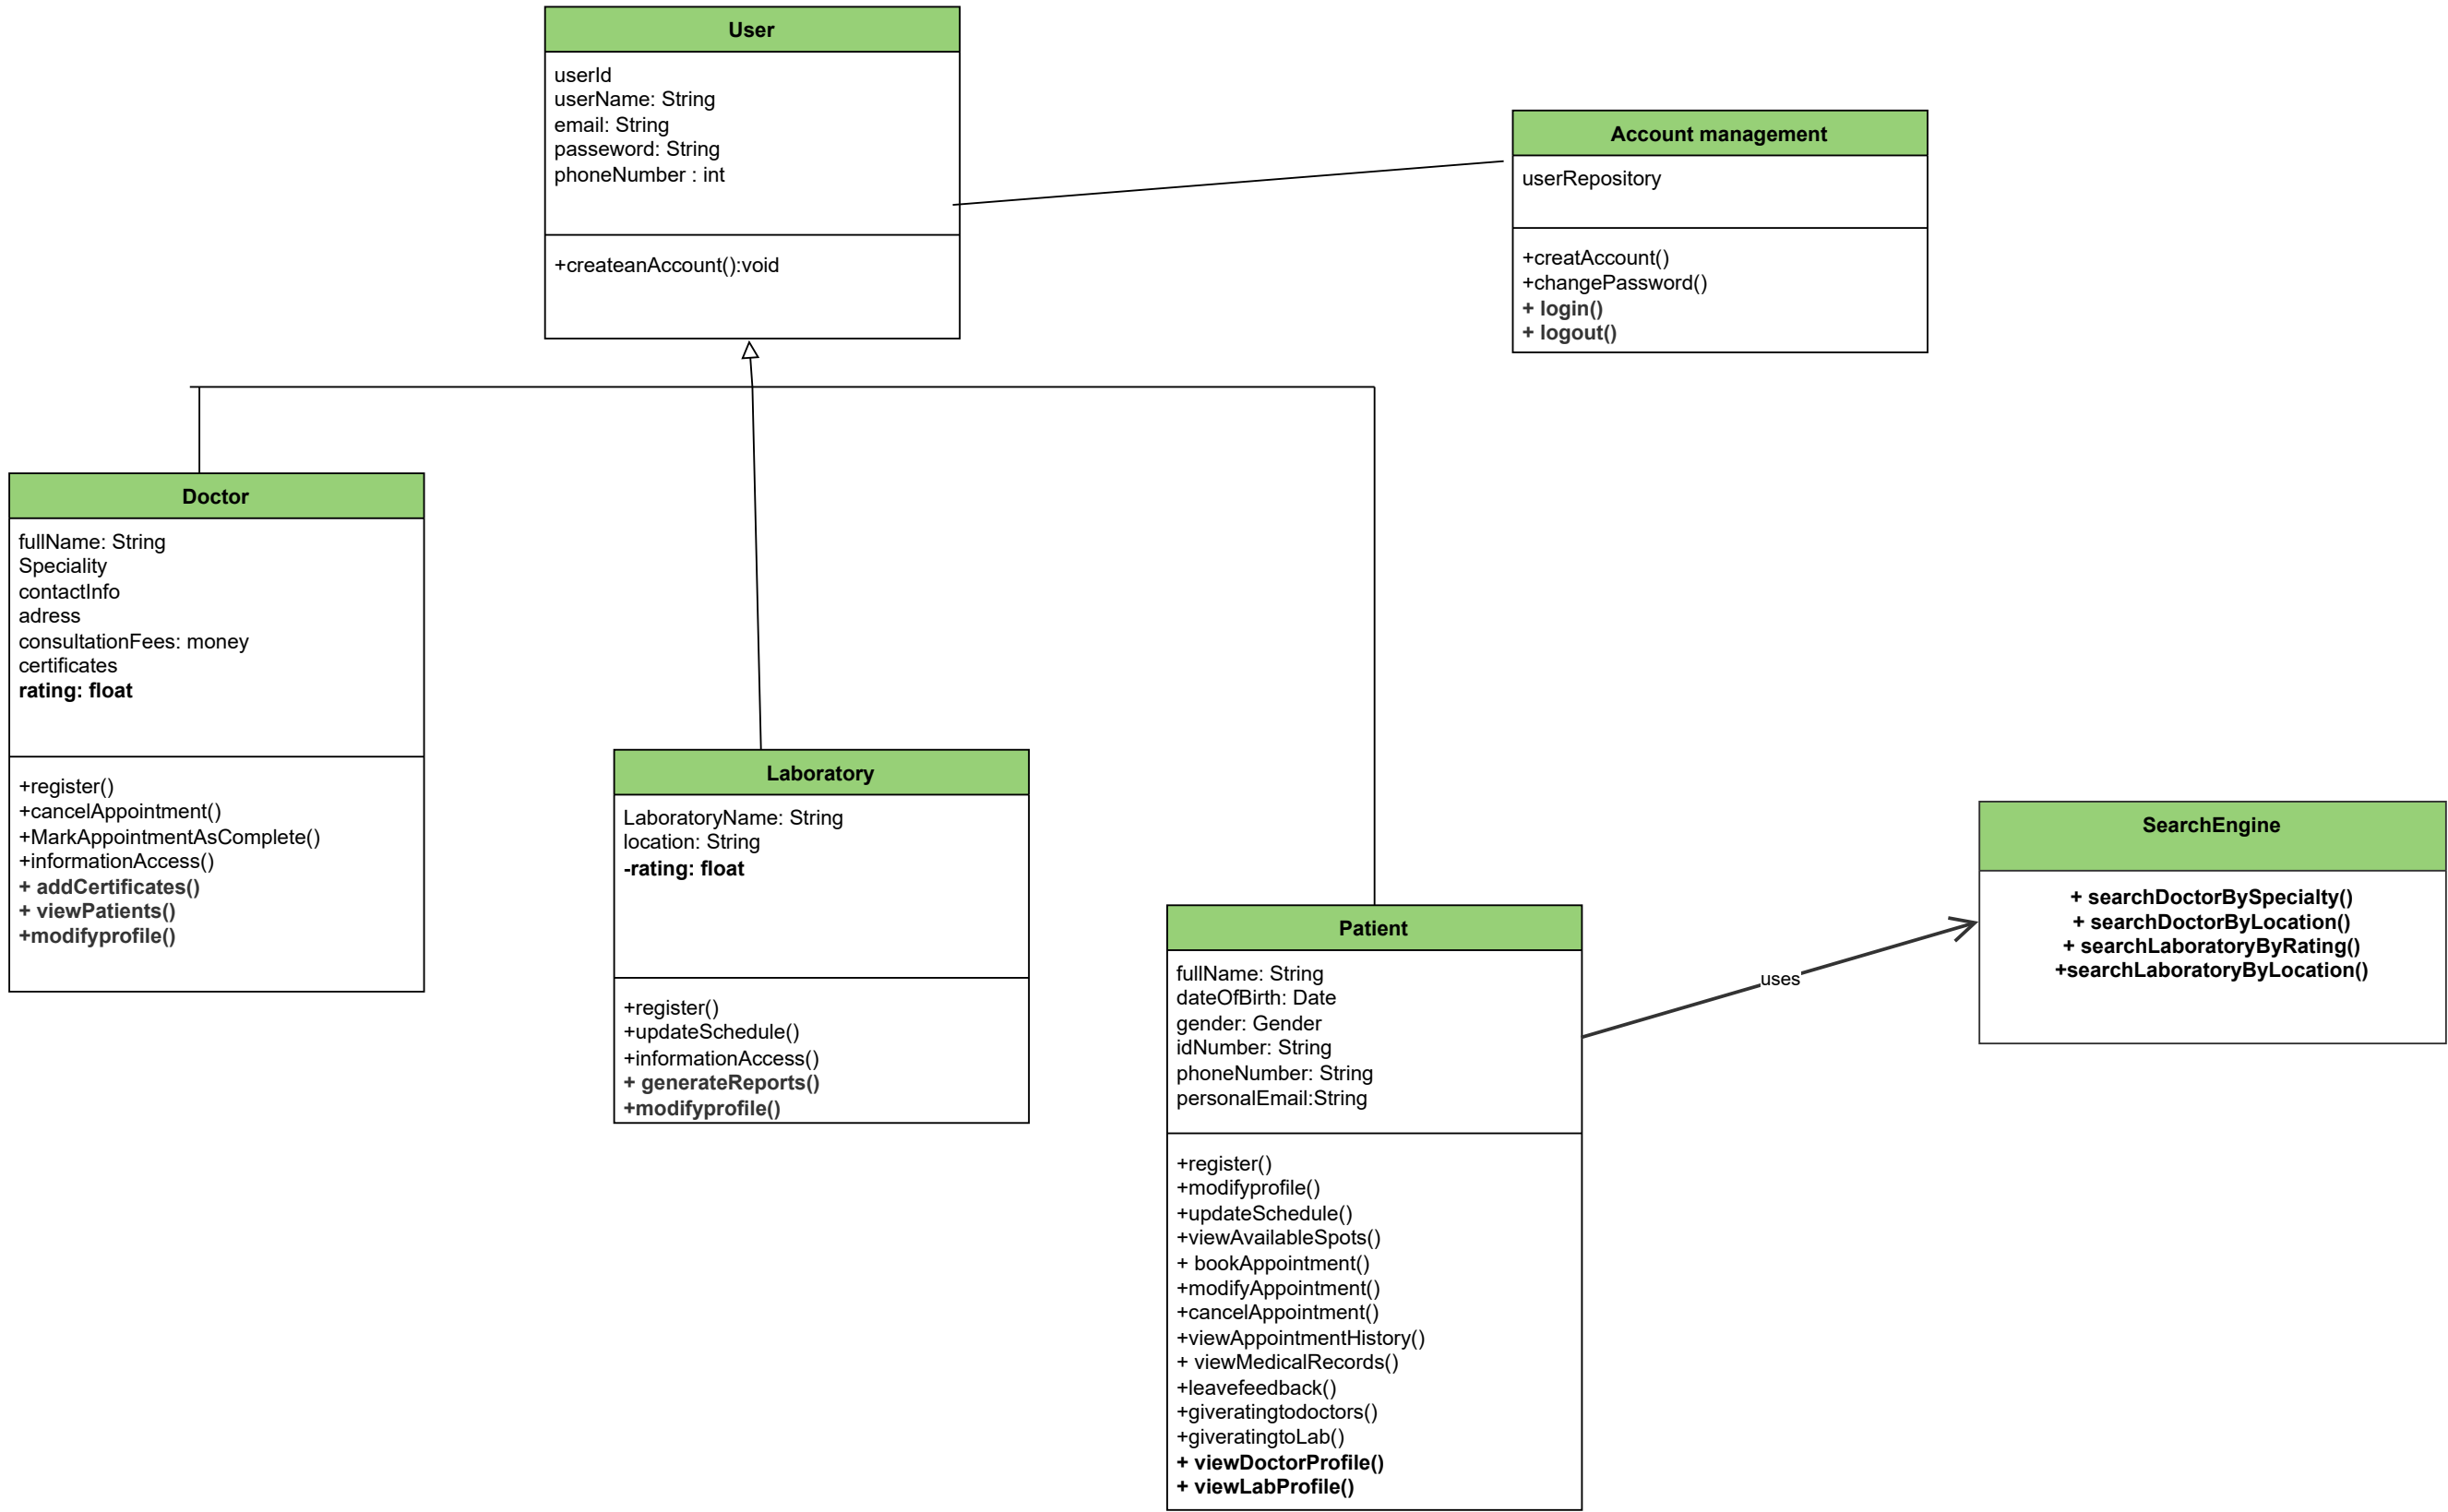 User
userId
userName: String
email: String
passeword: String
phoneNumber : int
+createanAccount():void
Account management
userRepository
+creatAccount()
+changePassword()
+ login()
+ logout()
Doctor
fullName: String
Speciality
contactInfo
adress
consultationFees: money
certificates
rating: float
+register()
+cancelAppointment()
+MarkAppointmentAsComplete()
+informationAccess()
+ addCertificates()
+ viewPatients()
+modifyprofile()
Laboratory
LaboratoryName: String
location: String
-rating: float
+register()
+updateSchedule()
+informationAccess()
+ generateReports()
+modifyprofile()
Patient
fullName: String
dateOfBirth: Date
gender: Gender
idNumber: String
phoneNumber: String
personalEmail:String
+register()
+modifyprofile()
+updateSchedule()
+viewAvailableSpots()
+ bookAppointment()
+modifyAppointment()
+cancelAppointment()
+viewAppointmentHistory()
+ viewMedicalRecords()
+leavefeedback()
+giveratingtodoctors()
+giveratingtoLab()
+ viewDoctorProfile()
+ viewLabProfile()
uses
SearchEngine
+ searchDoctorBySpecialty()
+ searchDoctorByLocation()
+ searchLaboratoryByRating()
+searchLaboratoryByLocation()